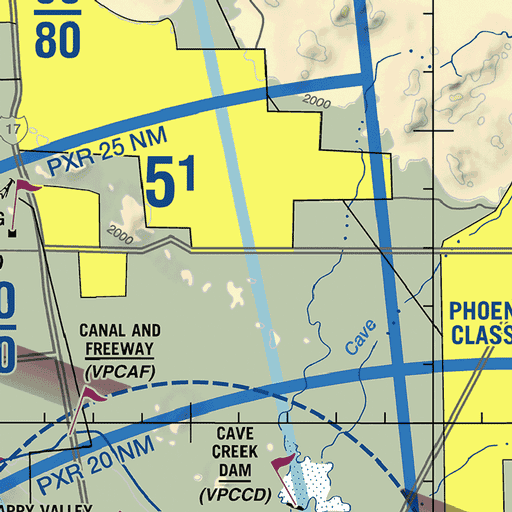 80
2000
17
PXR-25 NM
51
G
2000
PHOEN
CLASS
CANAL AND
FREEWAY
(VPCAF)
Cave
CAVE
CREEK
DAM
(VPCCD)
PXR 20 NM
ARRY VALLEY